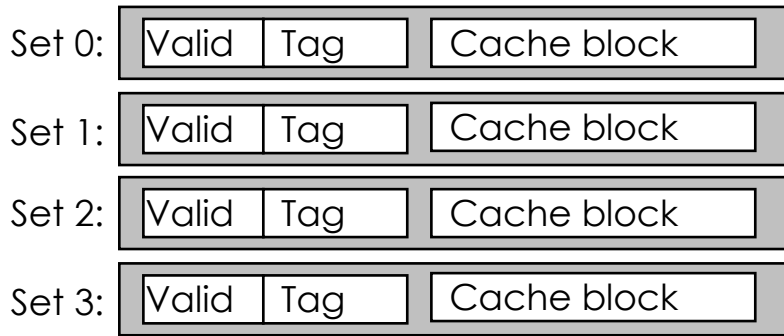 Set 0: Valid Tag Cache block
Set 1: Valid Tag Cache block
Set 2: Valid Tag Cache block
Set 3: Valid Tag Cache block